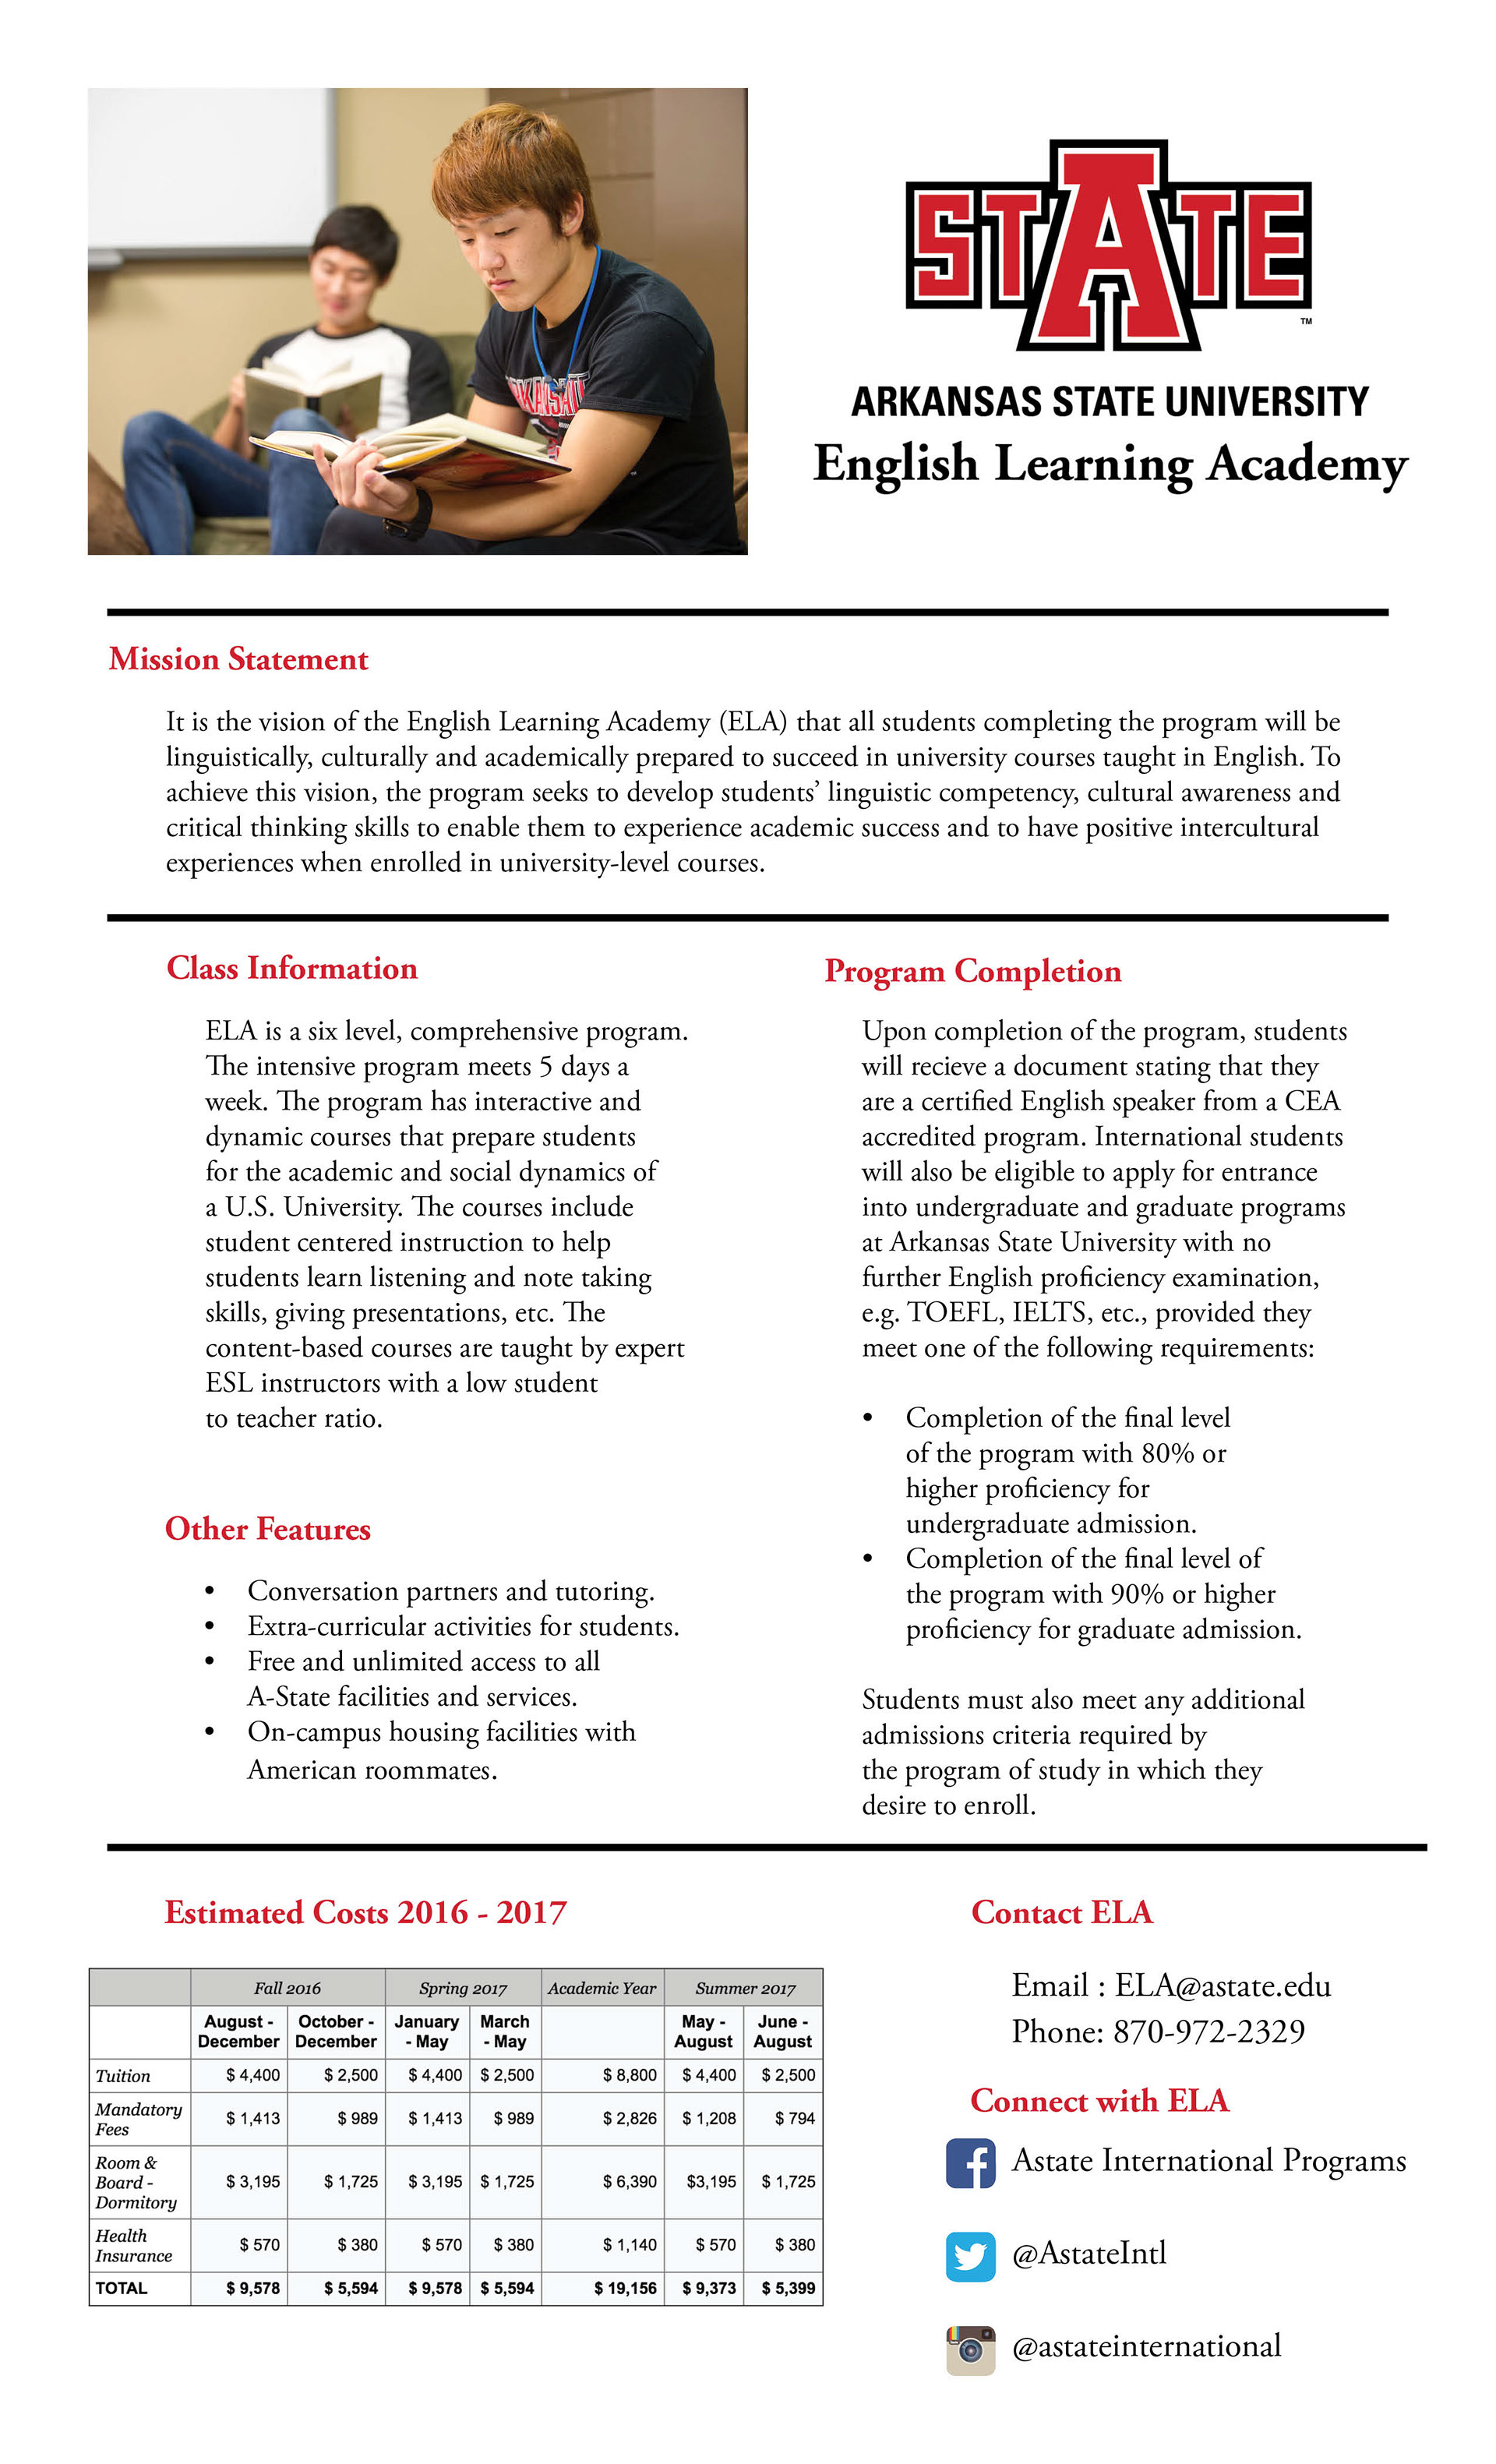 STATE
TM
ARKANSAS STATE UNIVERSITY
English Learning Academy
Mission Statement
It is the vision of the English Learning Academy (ELA) that all students completing the program will be
linguistically, culturally and academically prepared to succeed in university courses taught in English. To
achieve this vision, the program seeks to develop students’ linguistic competency, cultural awareness and
critical thinking skills to enable them to experience academic success and to have positive intercultural
experiences when enrolled in university-level courses.
Class Information
ELA is a six level, comprehensive program.
The intensive program meets 5 days a
week. The program has interactive and
dynamic courses that prepare students
for the academic and social dynamics of
a U.S. University. The courses include
student centered instruction to help
students learn listening and note taking
skills, giving presentations, etc. The
content-based courses are taught by expert
ESL instructors with a low student
to teacher ratio.
Other Features
• Conversation partners and tutoring.
• Extra-curricular activities for students.
• Free and unlimited access to all
A-State facilities and services.
• On-campus housing facilities with
American roommates.
Program Completion
Upon completion of the program, students
will recieve a document stating that they
are a certified English speaker from a CEA
accredited program. International students
will also be eligible to apply for entrance
into undergraduate and graduate programs
at Arkansas State University with no
further English proficiency examination,
e.g. TOEFL, IELTS, etc., provided they
meet one of the following requirements:
• Completion of the final level
of the program with 80% or
higher proficiency for
undergraduate admission.
• Completion of the final level of
the program with 90% or higher
proficiency for graduate admission.
Students must also meet any additional
admissions criteria required by
the program of study in which they
desire to enroll.
Estimated Costs 2016 - 2017
Fall 2016 Spring 2017 Academic Year Summer 2017
August - October - January March May - June -
December December - May - May August August
Tuition $ 4,400 $ 2,500 $ 4,400 $ 2,500 $ 8,800 $ 4,400 $ 2,500
Mandatory
Fees $ 1,413 $ 989 $ 1,413 $ 989 $ 2,826 $ 1,208 $ 794
Room &
Board - $ 3,195 $ 1,725 $ 3,195 $ 1,725 $ 6,390 $3,195 $ 1,725
Dormitory
Health
Insurance $ 570 $ 380 $ 570 $ 380 $ 1,140 $ 570 $ 380
TOTAL $ 9,578 $ 5,594 $ 9,578 $ 5,594 $ 19,156 $ 9,373 $ 5,399
Contact ELA
Email : ELA@astate.edu
Phone: 870-972-2329
Connect with ELA
Astate International Programs
@AstateIntl
@astateinternational